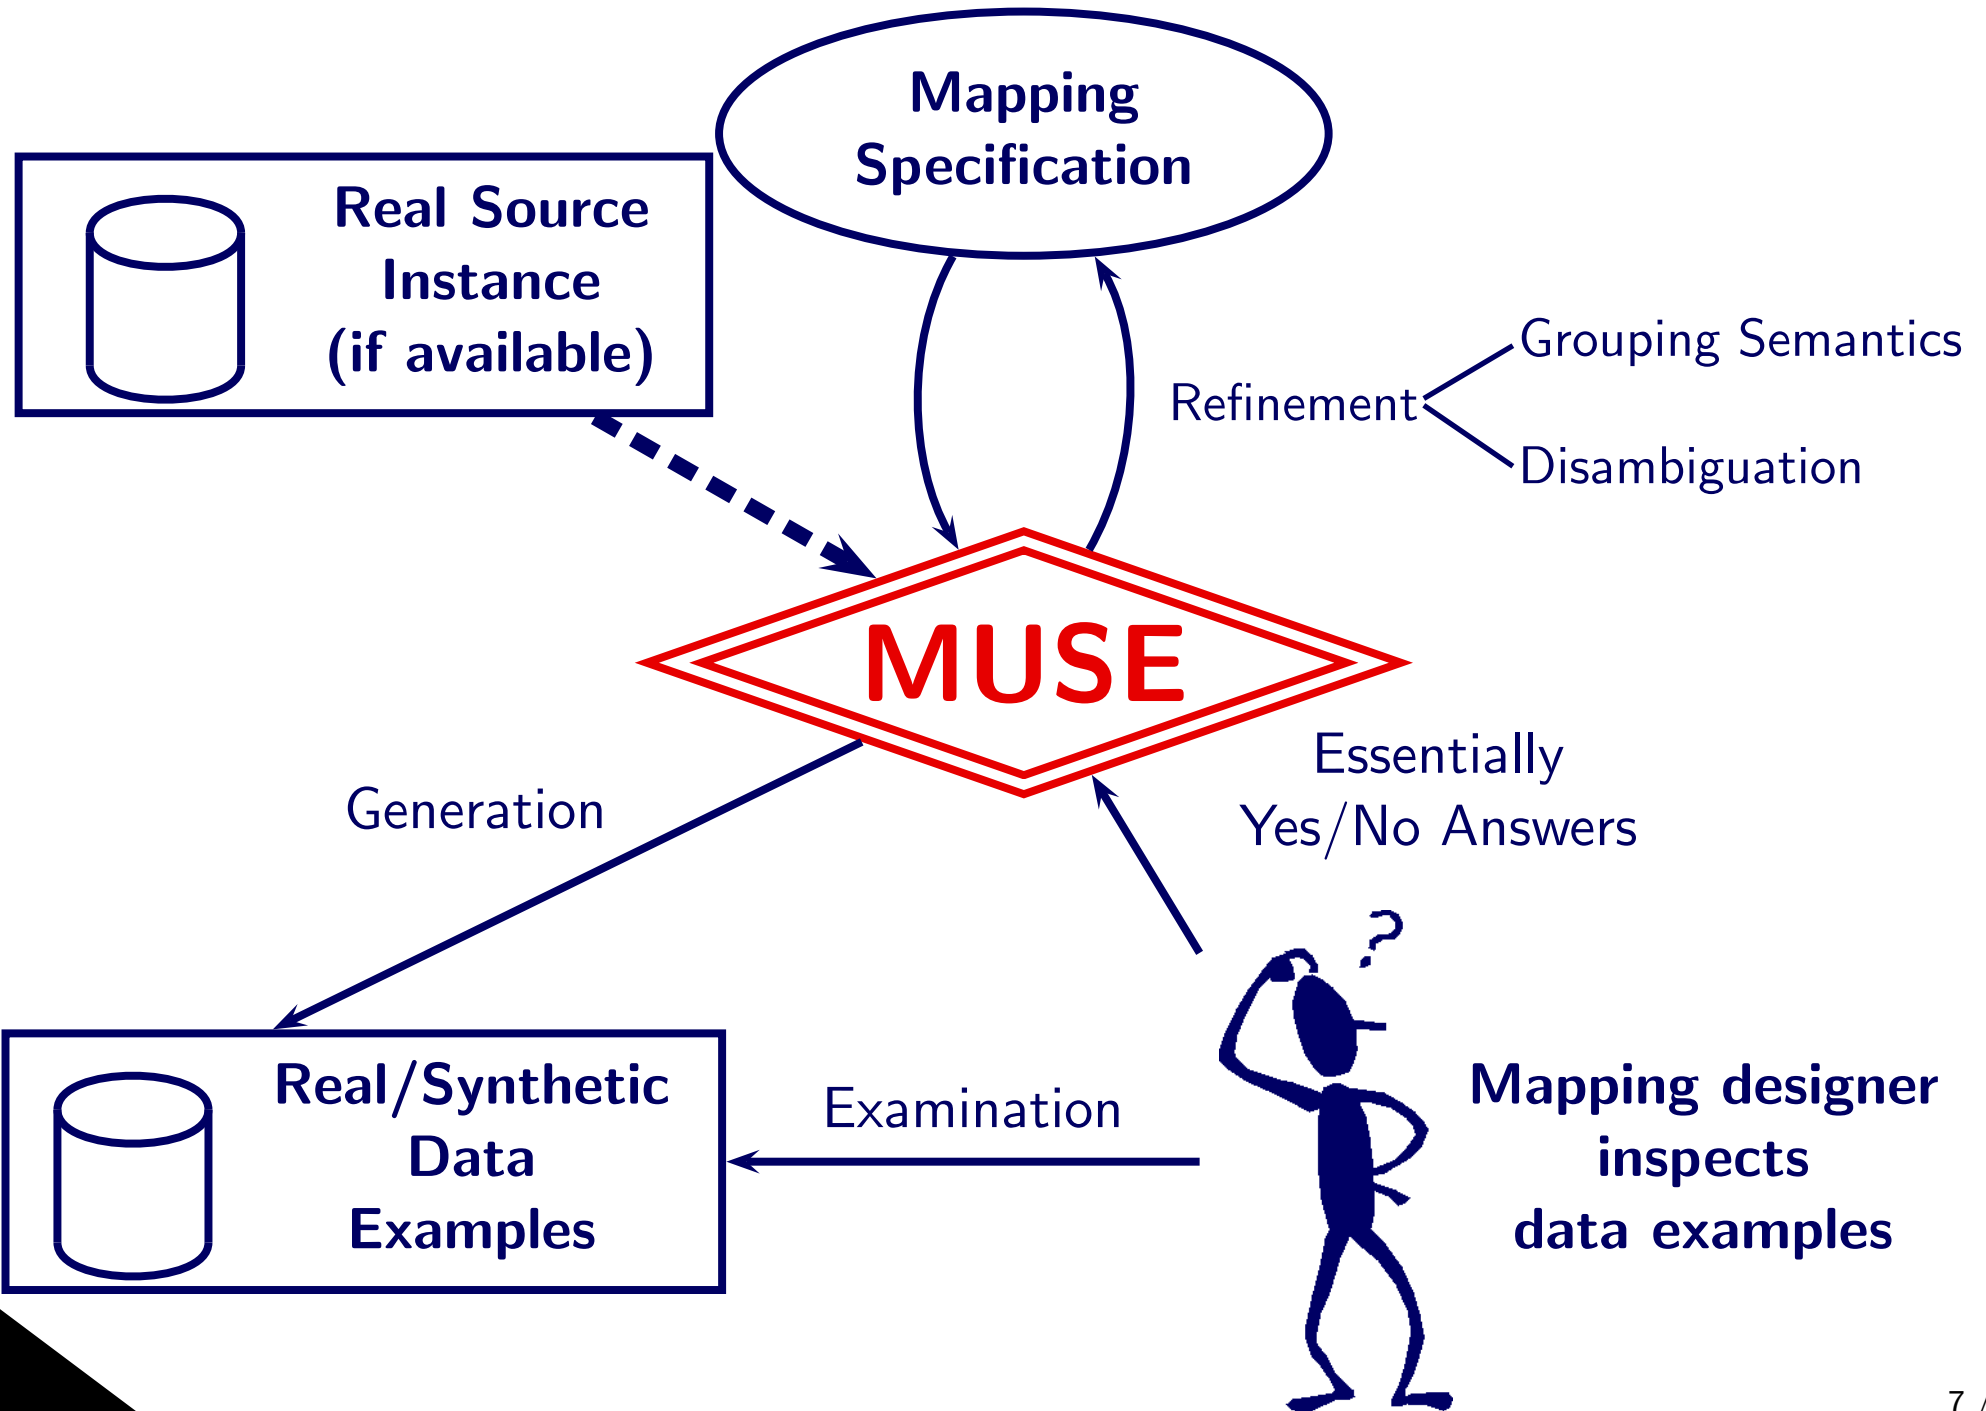 Mapping
Specification
Real Source
Instance
(if available)
Grouping Semantics
Refinement
Disambiguation
MUSE
Essentially
Yes/No Answers
Generation
?
Real/Synthetic
Data
Examples
Examination
Mapping designer
inspects
data examples
7 /